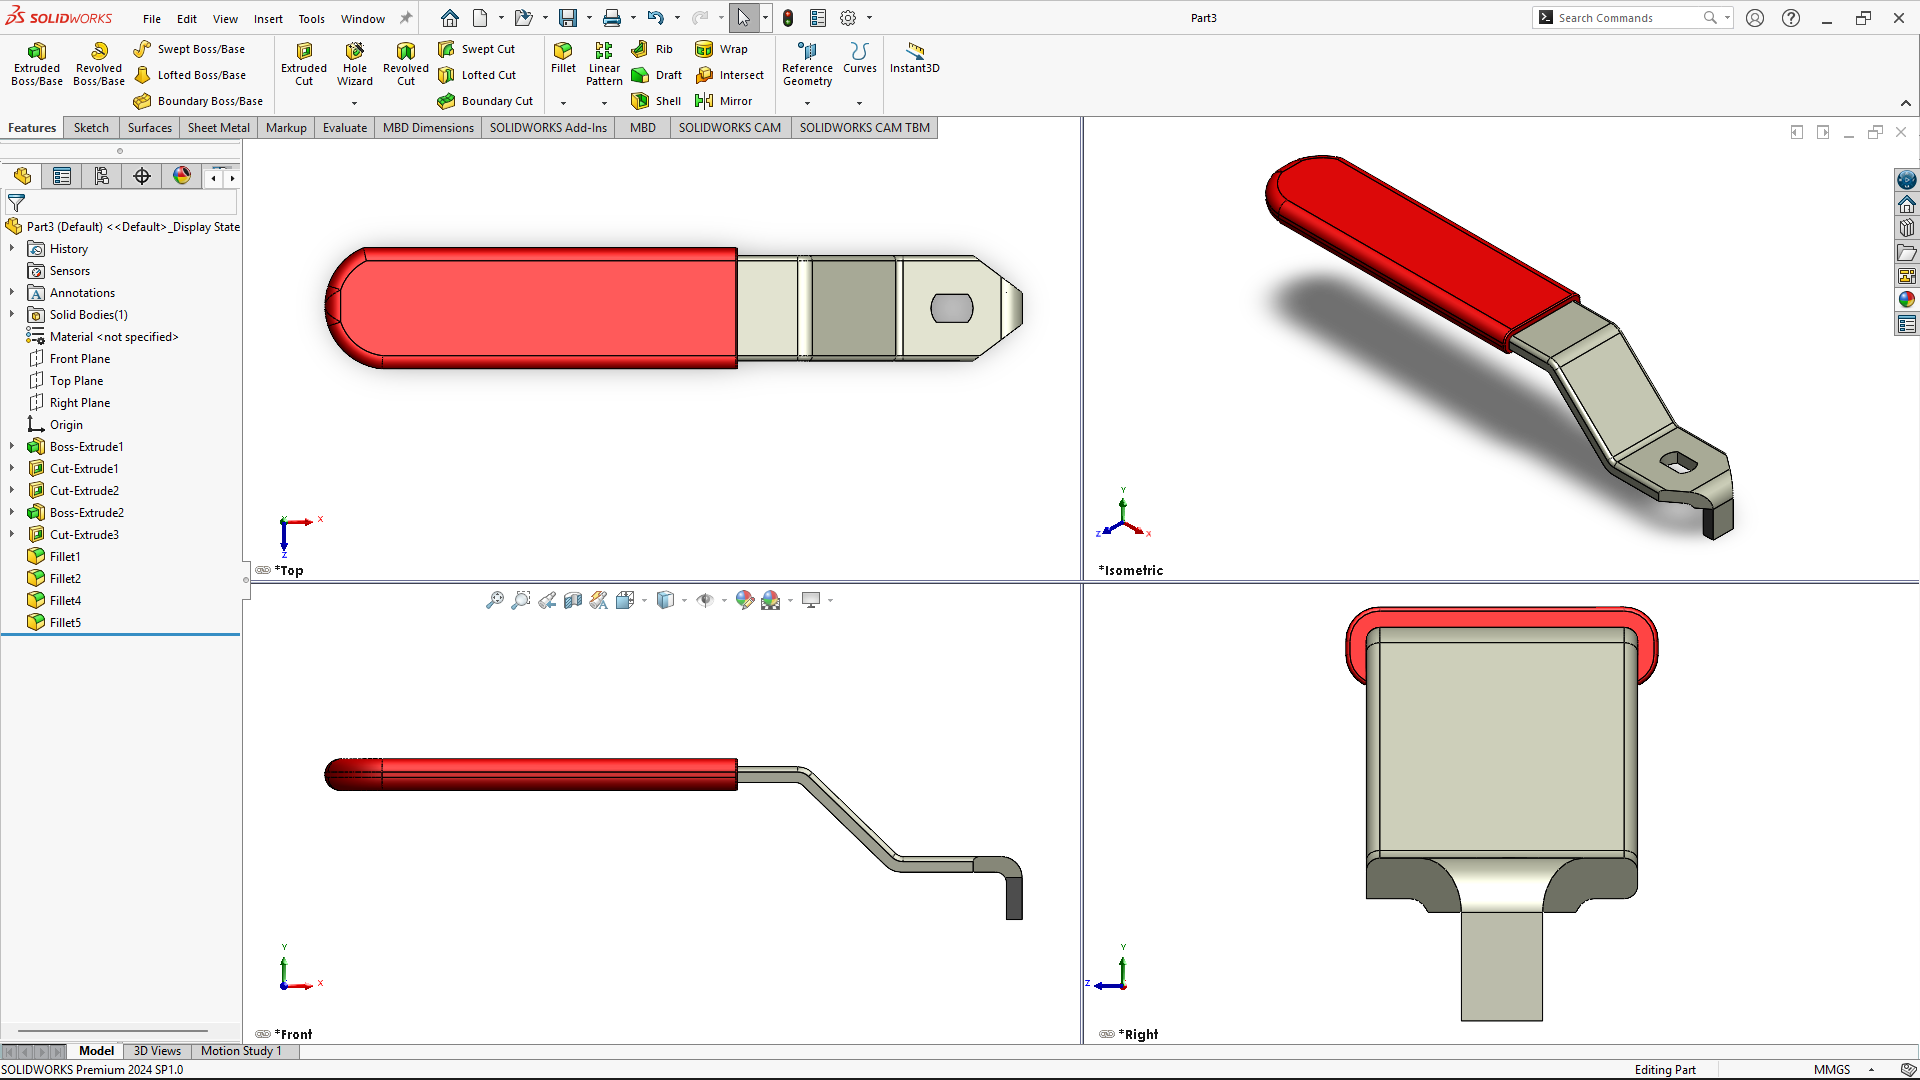 SOLIDWORKS File Edit View Insert Tools Window Part3 Search Commands
Extruded Boss/Base
Revolved Boss/Base
Swept Boss/Base
Lofted Boss/Base
Boundary Boss/Base
Extruded Cut
Hole Wizard
Revolved Cut
Swept Cut
Lofted Cut
Boundary Cut
Fillet
Linear Pattern
Rib
Draft
Shell
Wrap
Intersect
Mirror
Reference Geometry
Curves
Instant3D
Features Sketch Surfaces Sheet Metal Markup Evaluate MBD Dimensions SOLIDWORKS Add-Ins MBD SOLIDWORKS CAM SOLIDWORKS CAM TBM
Part3 (Default) <<Default>_Display State
History
Sensors
Annotations
Solid Bodies(1)
Material <not specified>
Front Plane
Top Plane
Right Plane
Origin
Boss-Extrude1
Cut-Extrude1
Cut-Extrude2
Boss-Extrude2
Cut-Extrude3
Fillet1
Fillet2
Fillet4
Fillet5
Y X Z
*Top
Y X Z
*Isometric
Y X
*Front
Y Z
*Right
Model 3D Views Motion Study 1
SOLIDWORKS Premium 2024 SP1.0 Editing Part MMGS